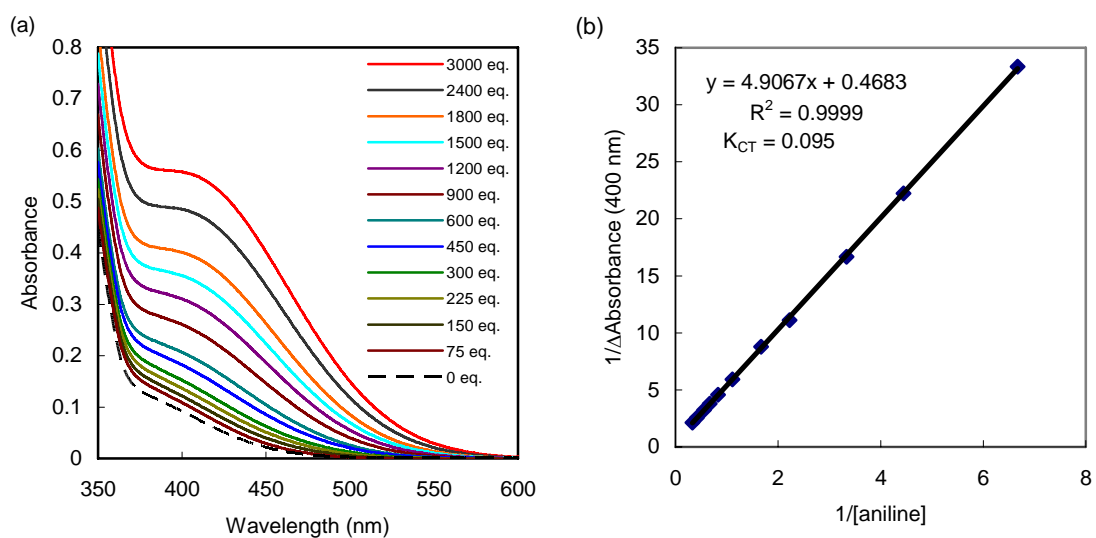 (a)
0.8
0.7
0.6
0.5
0.4
0.3
0.2
0.1
0
Absorbance
350
400
450
500
550
600
Wavelength (nm)
3000 eq.
2400 eq.
1800 eq.
1500 eq.
1200 eq.
900 eq.
600 eq.
450 eq.
300 eq.
225 eq.
150 eq.
75 eq.
0 eq.
(b)
35
30
25
20
15
10
5
0
1/ΔAbsorbance (400 nm)
y = 4.9067x + 0.4683
R² = 0.9999
K_CT = 0.095
0
2
4
6
8
1/[aniline]